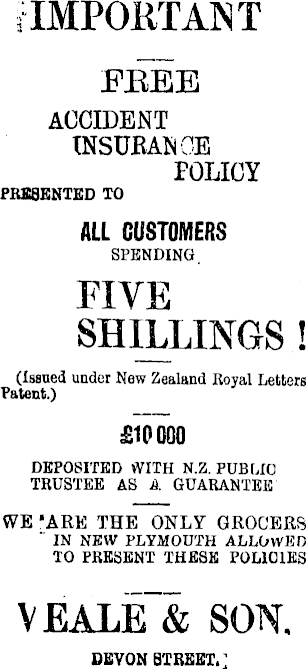 IMPORTANT
FREE
ACCIDENT
INSURANCE
POLICY
PRESENTED TO
ALL CUSTOMERS
SPENDING
FIVE
SHILLINGS !
(Issued under New Zealand Royal Letters
Patent.)
£10 000
DEPOSITED WITH N.Z. PUBLIC
TRUSTEE AS A GUARANTEE
WE ARE THE ONLY GROCERS
IN NEW PLYMOUTH ALLOWED
TO PRESENT THESE POLICIES
VEALE & SON,
DEVON STREET.